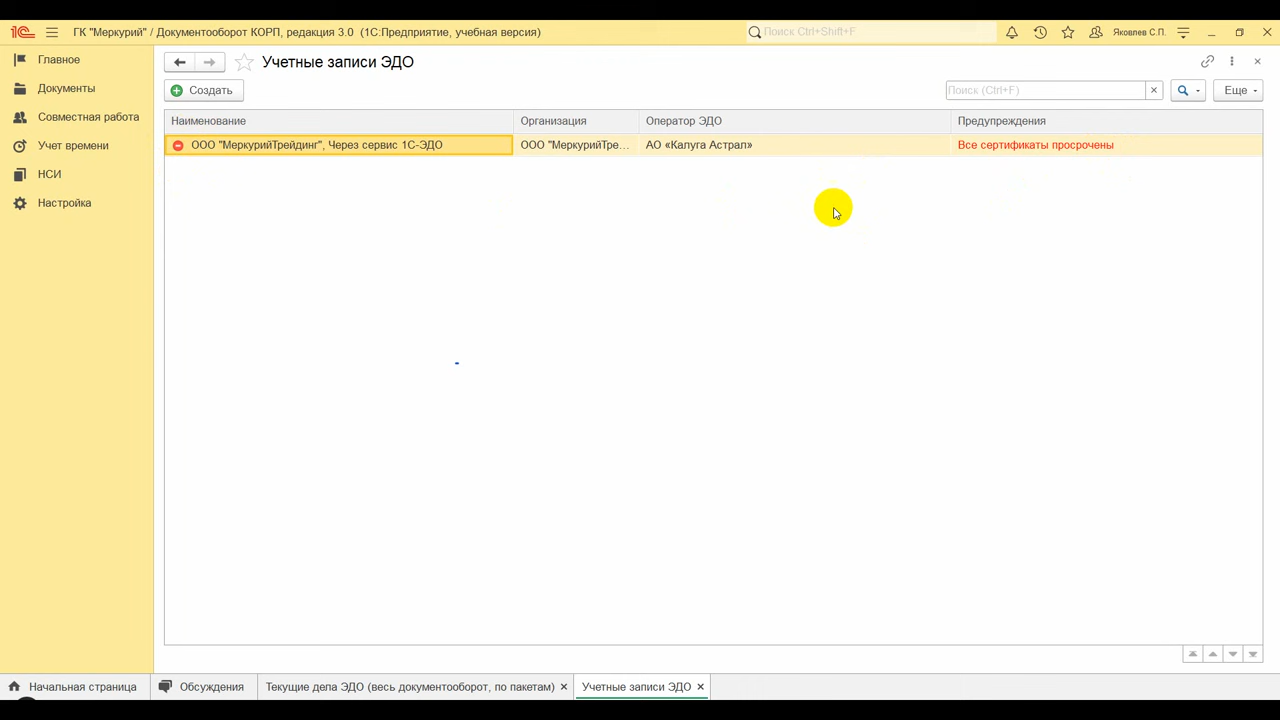 1С ГК "Меркурий" / Документооборот КОРП, редакция 3.0 (1С:Предприятие, учебная версия) Поиск Ctrl+Shift+F Яковлев С.П.
Главное
Документы
Совместная работа
Учет времени
НСИ
Настройка
Учетные записи ЭДО
Создать Поиск (Ctrl+F) × Еще
Наименование Организация Оператор ЭДО Предупреждения
ООО "МеркурийТрейдинг", Через сервис 1С-ЭДО ООО "МеркурийТре... АО «Калуга Астрал» Все сертификаты просрочены
Начальная страница Обсуждения Текущие дела ЭДО (весь документооборот, по пакетам) × Учетные записи ЭДО ×